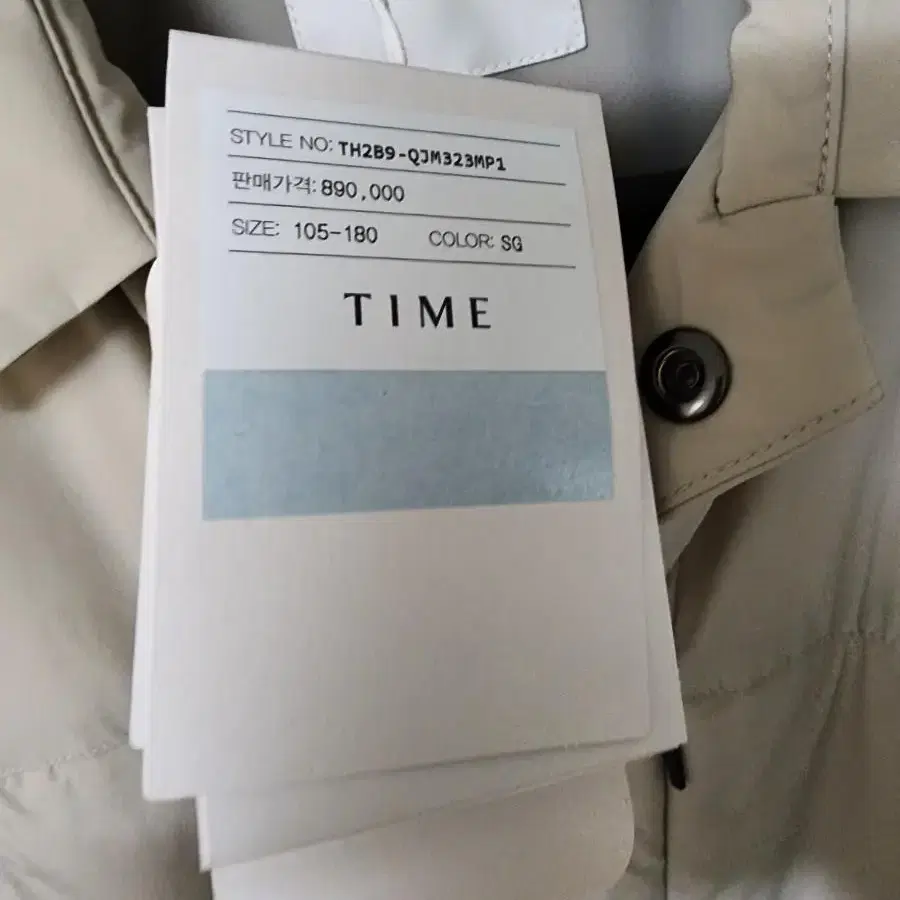 STYLE NO: TH2B9-QJM323MP1
판매가격: 890,000
SIZE: 105-180 COLOR: SG
TIME